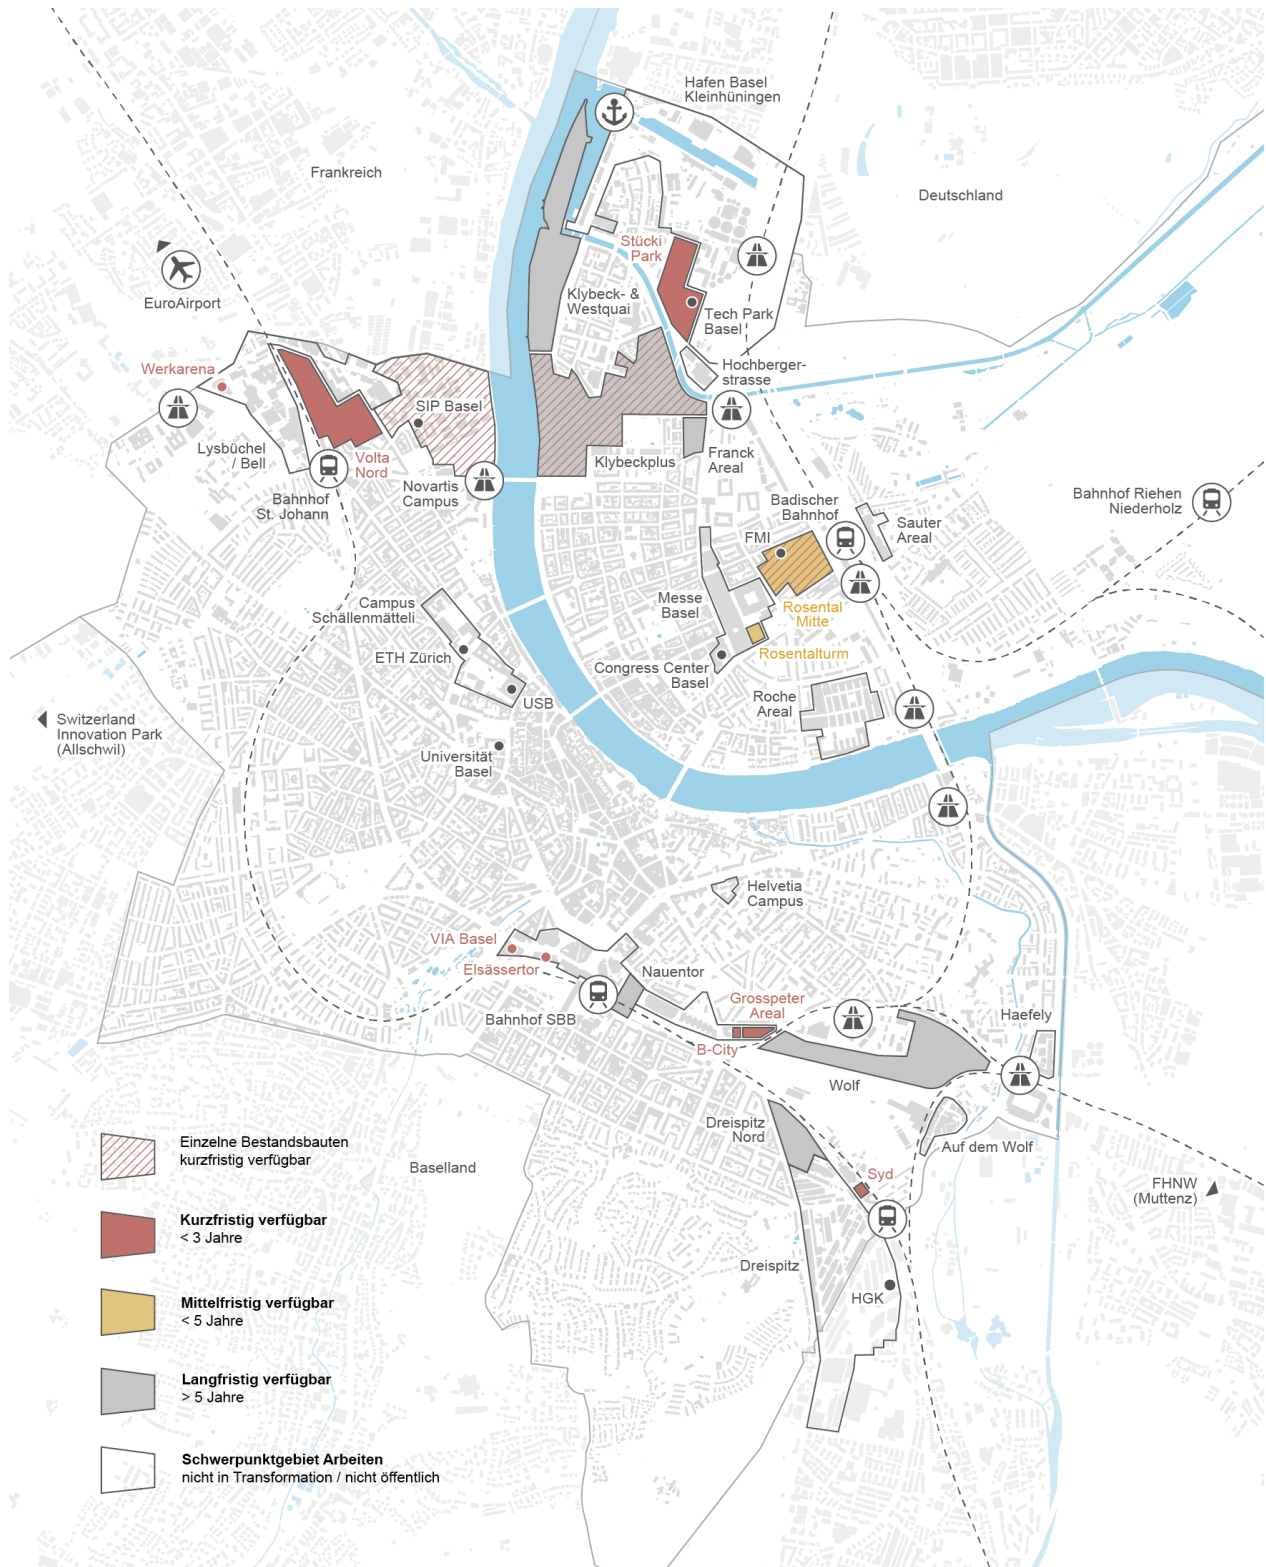 Hafen Basel
Kleinhüningen
Frankreich
Deutschland
Stücki
Park
EuroAirport
Klybeck- &
Westquai
Tech Park
Basel
Werkarena
Hochberger-
strasse
SIP Basel
Lysbüchel
/ Bell
Volta
Nord
Klybeckplus
Franck
Areal
Novartis
Campus
Bahnhof
St. Johann
Badischer
Bahnhof
Bahnhof Riehen
Niederholz
FMI
Sauter
Areal
Campus
Schällenmätteli
Messe
Basel
Rosental
Mitte
ETH Zürich
Rosentalturm
Congress Center
Basel
USB
Roche
Areal
Switzerland
Innovation Park
(Allschwil)
Universität
Basel
Helvetia
Campus
VIA Basel
Elsässertor
Nauentor
Grosspeter
Areal
Bahnhof SBB
Haefely
B-City
Wolf
Dreispitz
Nord
Auf dem Wolf
Baselland
Syd
FHNW
(Muttenz)
Dreispitz
HGK
Einzelne Bestandsbauten
kurzfristig verfügbar
Kurzfristig verfügbar
< 3 Jahre
Mittelfristig verfügbar
< 5 Jahre
Langfristig verfügbar
> 5 Jahre
Schwerpunktgebiet Arbeiten
nicht in Transformation / nicht öffentlich